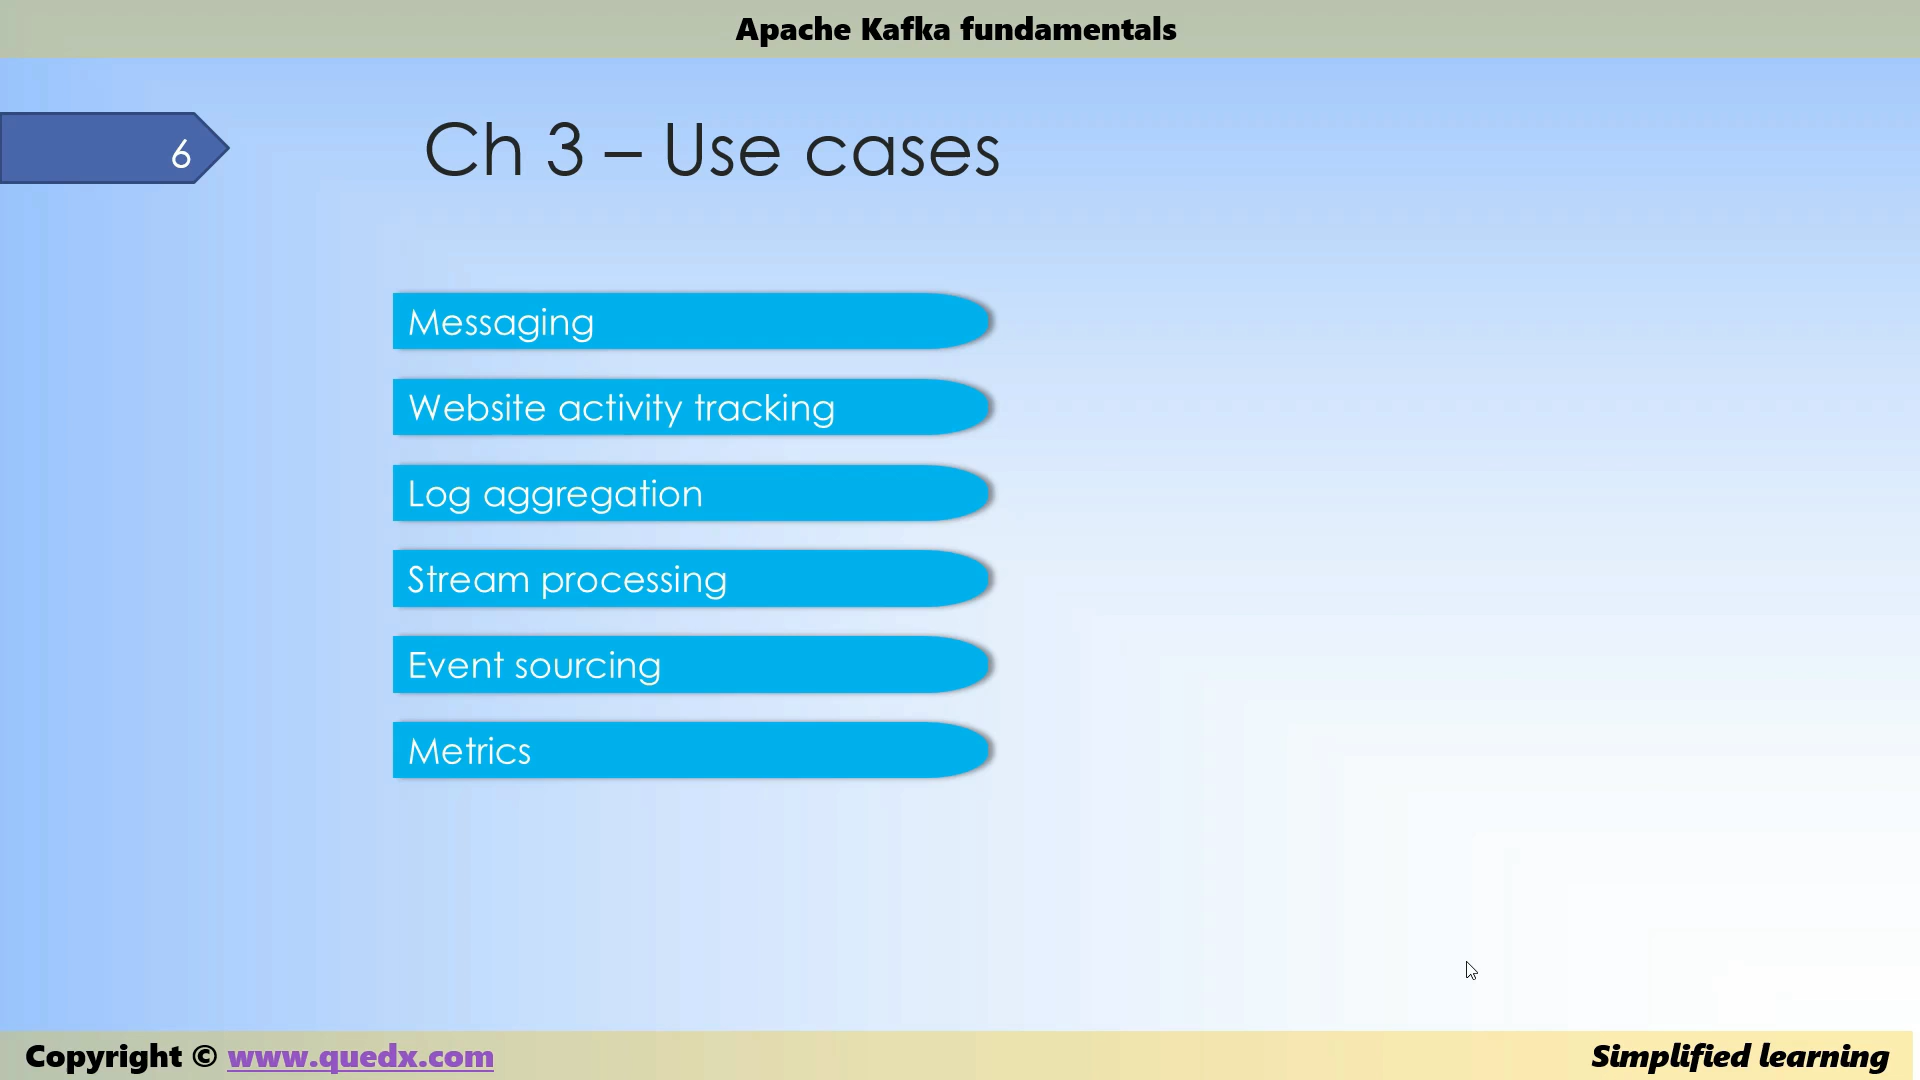 Apache Kafka fundamentals
6
Ch 3 – Use cases
Messaging
Website activity tracking
Log aggregation
Stream processing
Event sourcing
Metrics
Copyright © www.quedx.com
Simplified learning